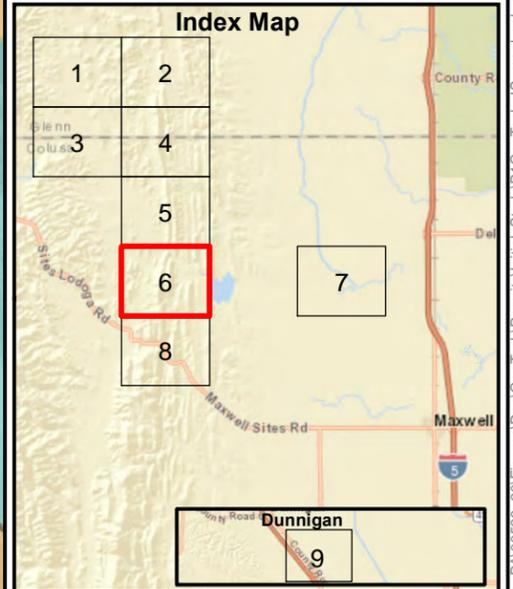 Index Map
1 2
County R
Glenn
Colusa
3 4
5
Del
6 7
Sites Lodoga Rd
8
Maxwell Sites Rd
Maxwell
5
Dunnigan
9